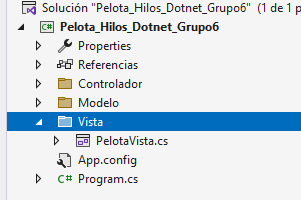 Solución "Pelota_Hilos_Dotnet_Grupo6" (1 de 1 p
C# Pelota_Hilos_Dotnet_Grupo6
Properties
Referencias
Controlador
Modelo
Vista
PelotaVista.cs
App.config
C# Program.cs